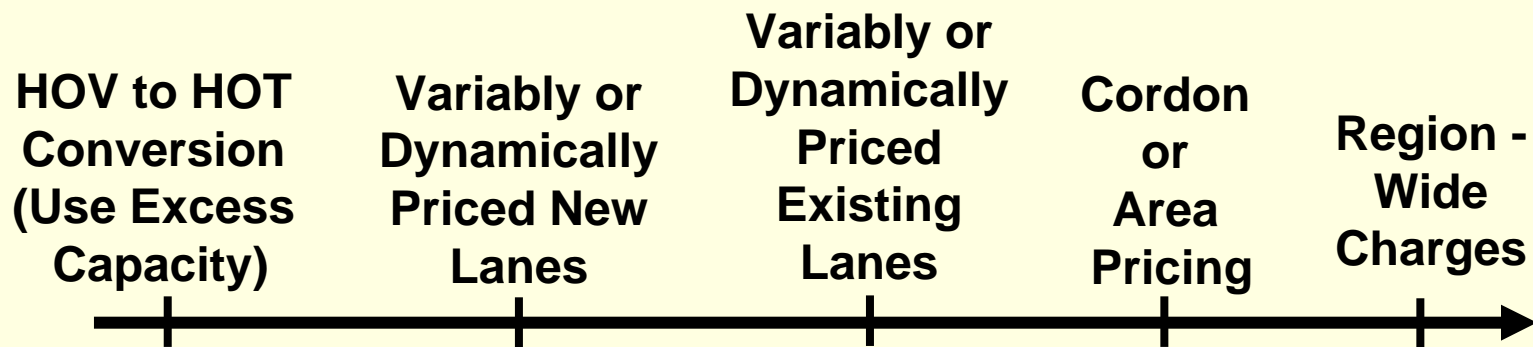 HOV to HOT
Conversion
(Use Excess
Capacity)
Variably or
Dynamically
Priced New
Lanes
Variably or
Dynamically
Priced
Existing
Lanes
Cordon
or
Area
Pricing
Region -
Wide
Charges